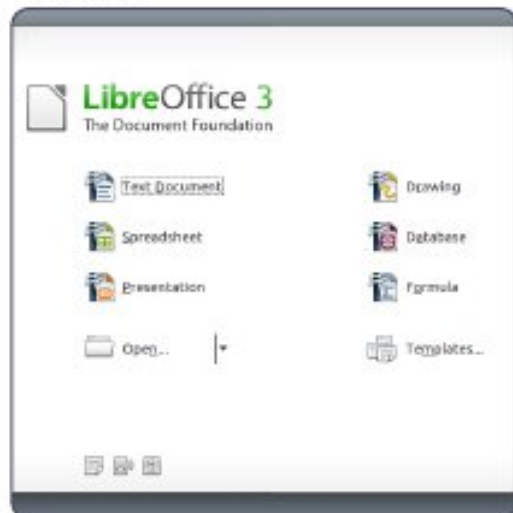 LibreOffice 3
The Document Foundation
Text Document
Drawing
Spreadsheet
Database
Presentation
Formula
Open...
Templates...